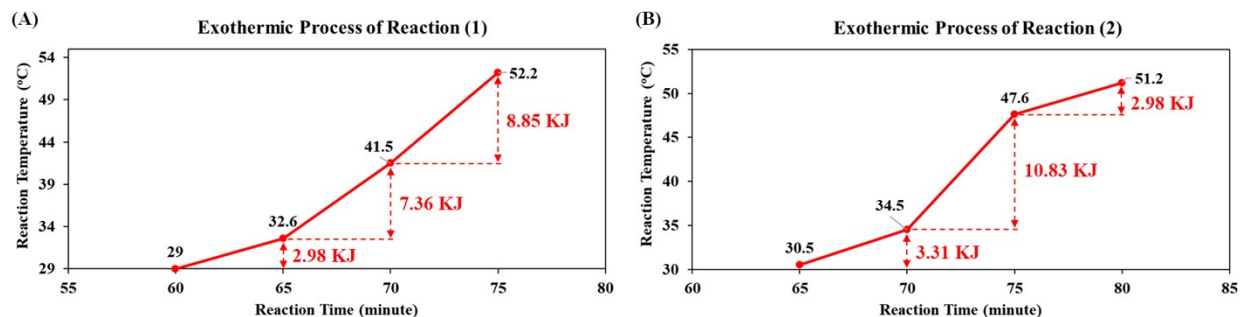 (A)
Exothermic Process of Reaction (1)
Reaction Temperature (°C)
54
49
44
39
34
29
29
32.6
41.5
52.2
2.98 KJ
7.36 KJ
8.85 KJ
55
60
65
70
75
80
Reaction Time (minute)
(B)
Exothermic Process of Reaction (2)
Reaction Temperature (°C)
50
45
40
35
30
30.5
34.5
47.6
51.2
3.31 KJ
10.83 KJ
2.98 KJ
60
65
70
75
80
85
Reaction Time (minute)